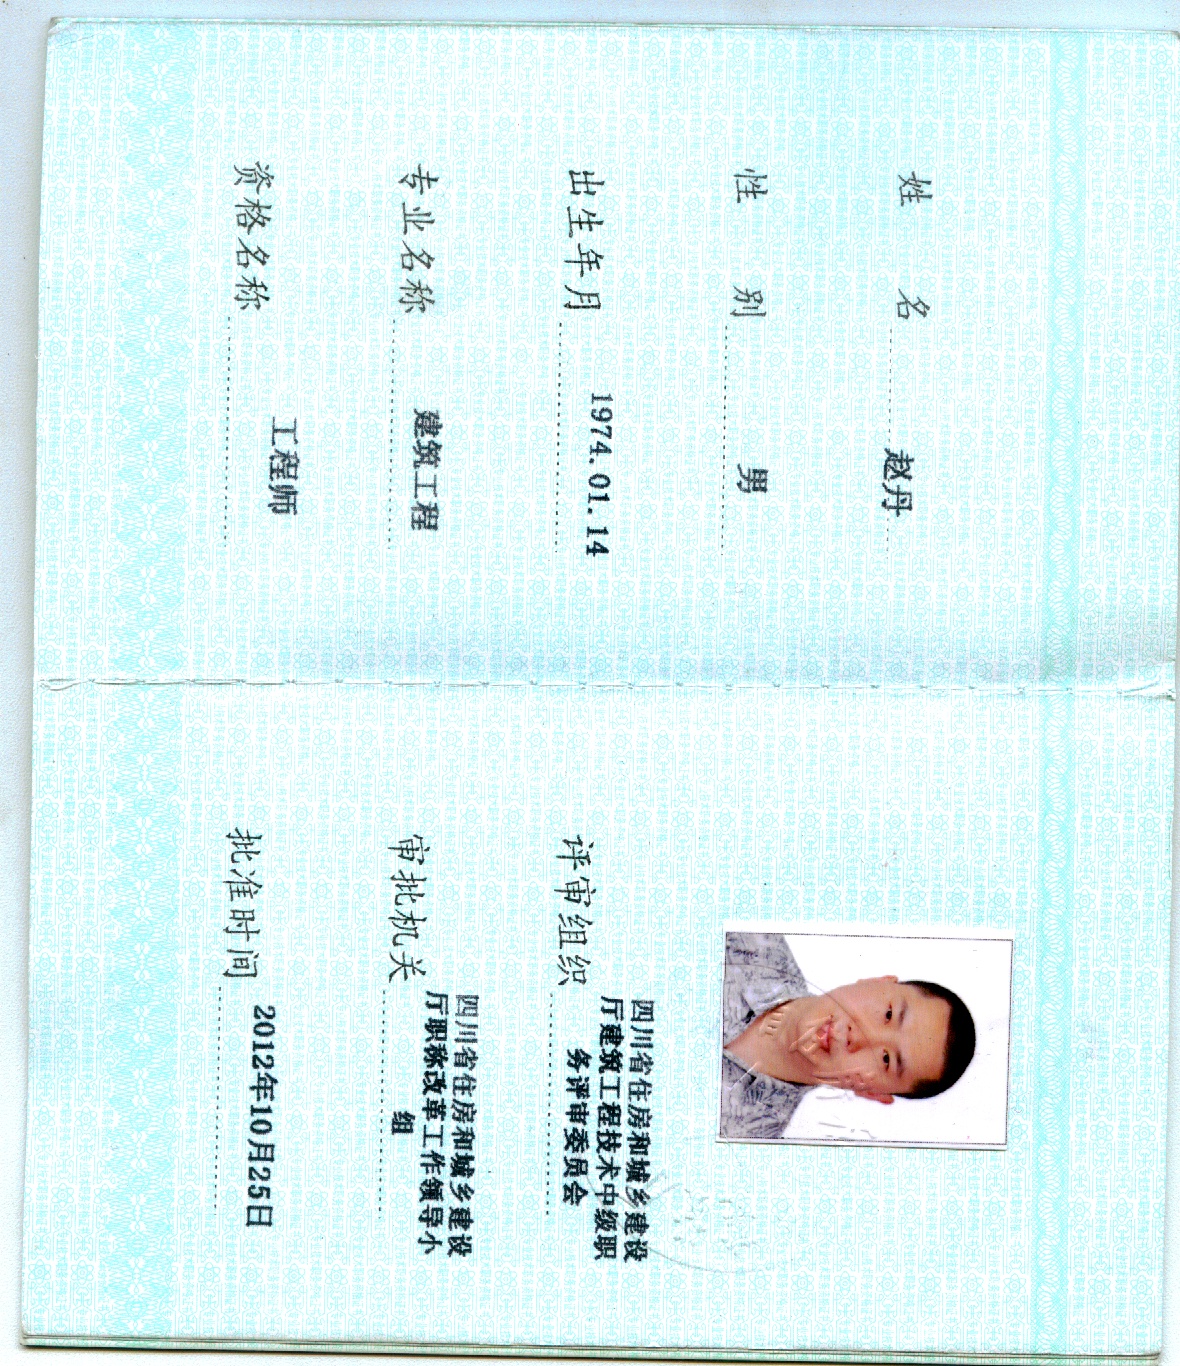 姓 名 赵丹
性 别 男
出生年月 1974.01.14
专业名称 建筑工程
资格名称 工程师
评审组织 四川省住房和城乡建设
厅建筑工程技术中级职
务评审委员会
审批机关 四川省住房和城乡建设
厅职称改革工作领导小
组
批准时间 2012年10月25日